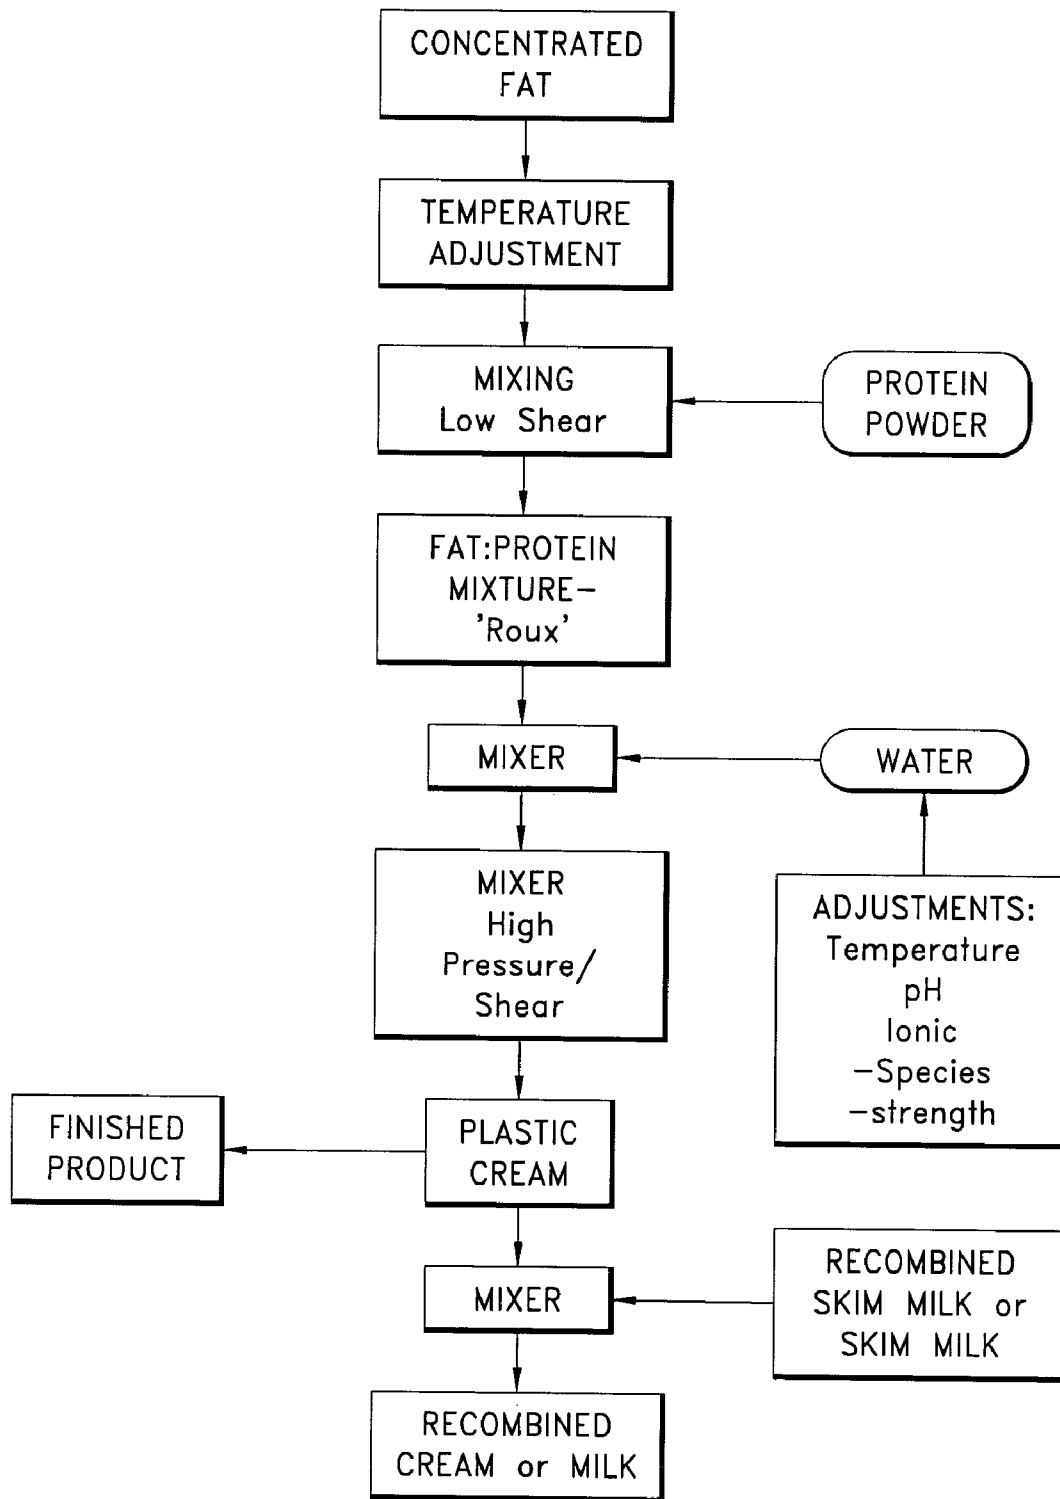 CONCENTRATED
FAT
TEMPERATURE
ADJUSTMENT
MIXING
Low Shear
PROTEIN
POWDER
FAT:PROTEIN
MIXTURE-
'Roux'
MIXER
WATER
MIXER
High
Pressure/
Shear
ADJUSTMENTS:
Temperature
pH
Ionic
-Species
-strength
FINISHED
PRODUCT
PLASTIC
CREAM
MIXER
RECOMBINED
SKIM MILK or
SKIM MILK
RECOMBINED
CREAM or MILK